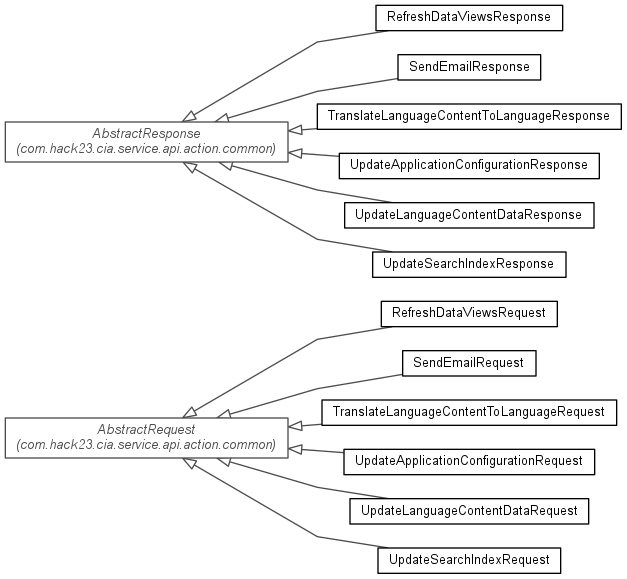 RefreshDataViewsResponse
SendEmailResponse
TranslateLanguageContentToLanguageResponse
AbstractResponse
(com.hack23.cia.service.api.action.common)
UpdateApplicationConfigurationResponse
UpdateLanguageContentDataResponse
UpdateSearchIndexResponse
RefreshDataViewsRequest
SendEmailRequest
TranslateLanguageContentToLanguageRequest
AbstractRequest
(com.hack23.cia.service.api.action.common)
UpdateApplicationConfigurationRequest
UpdateLanguageContentDataRequest
UpdateSearchIndexRequest